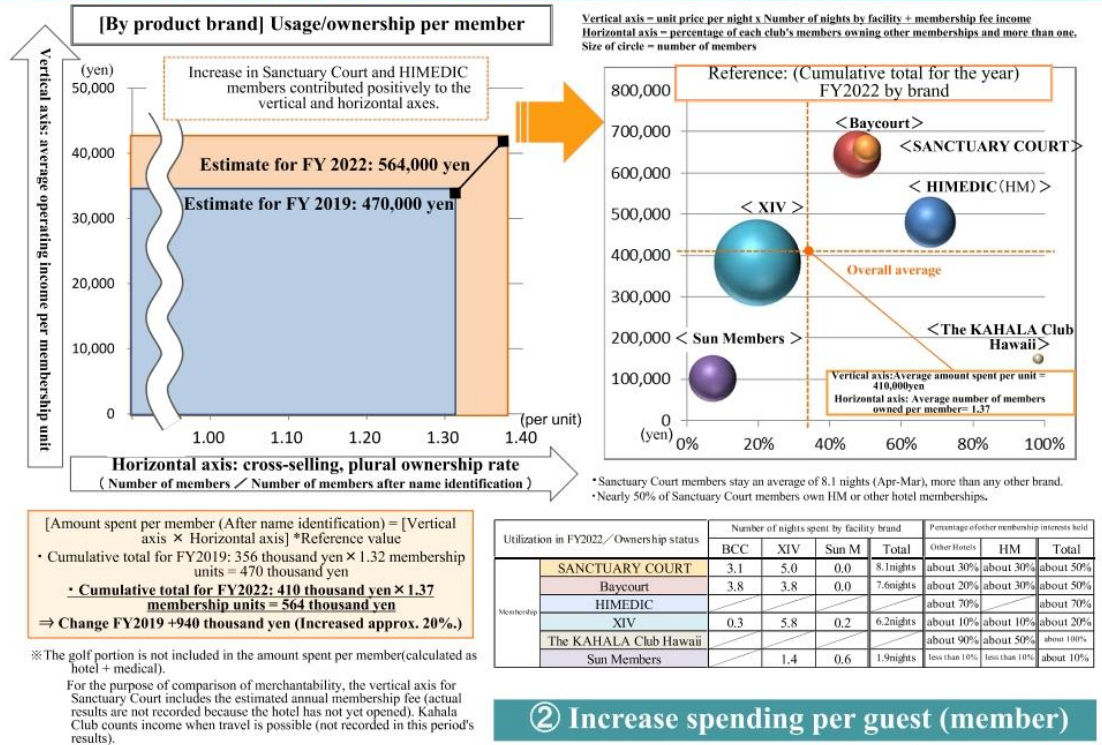 [By product brand] Usage/ownership per member
Vertical axis = unit price per night x Number of nights by facility + membership fee income
Horizontal axis = percentage of each club's members owning other memberships and more than one.
Size of circle = number of members
Vertical axis: average operating income per membership unit
(yen)
50,000
40,000
30,000
20,000
10,000
0
Increase in Sanctuary Court and HIMEDIC
members contributed positively to the
vertical and horizontal axes.
Estimate for FY 2022: 564,000 yen
Estimate for FY 2019: 470,000 yen
1.00
1.10
1.20
1.30
1.40
(per unit)
Horizontal axis: cross-selling, plural ownership rate
( Number of members / Number of members after name identification )
Reference: (Cumulative total for the year)
FY2022 by brand
800,000
700,000
600,000
500,000
400,000
300,000
200,000
100,000
0
(yen)
<Baycourt>
<SANCTUARY COURT>
<HIMEDIC(HM)>
<XIV>
Overall average
<The KAHALA Club
Hawaii>
<Sun Members>
Vertical axis:Average amount spent per unit =
410,000yen
Horizontal axis: Average number of members
owned per member= 1.37
0%
20%
40%
60%
80%
100%
・Sanctuary Court members stay an average of 8.1 nights (Apr-Mar), more than any other brand.
・Nearly 50% of Sanctuary Court members own HM or other hotel memberships.
[Amount spent per member (After name identification) = [Vertical
axis × Horizontal axis] *Reference value
・Cumulative total for FY2019: 356 thousand yen×1.32 membership
units = 470 thousand yen
・Cumulative total for FY2022: 410 thousand yen×1.37
membership units = 564 thousand yen
⇒ Change FY2019 +940 thousand yen (Increased approx. 20%.)
※The golf portion is not included in the amount spent per member(calculated as
hotel + medical).
For the purpose of comparison of merchantability, the vertical axis for
Sanctuary Court includes the estimated annual membership fee (actual
results are not recorded because the hotel has not yet opened). Kahala
Club counts income when travel is possible (not recorded in this period's
results).
Utilization in FY2022/Ownership status
Number of nights spent by facility brand
Percentage of other membership interests held
BCC XIV Sun M Total Other Hotels HM Total
Membership
SANCTUARY COURT 3.1 5.0 0.0 8.1nights about 30% about 30% about 50%
Baycourt 3.8 3.8 0.0 7.6nights about 20% about 30% about 50%
HIMEDIC about 70% about 70%
XIV 0.3 5.8 0.2 6.2nights about 10% about 10% about 20%
The KAHALA Club Hawaii about 90% about 50% about 100%
Sun Members 1.4 0.6 1.9nights less than 10% less than 10% about 10%
② Increase spending per guest (member)